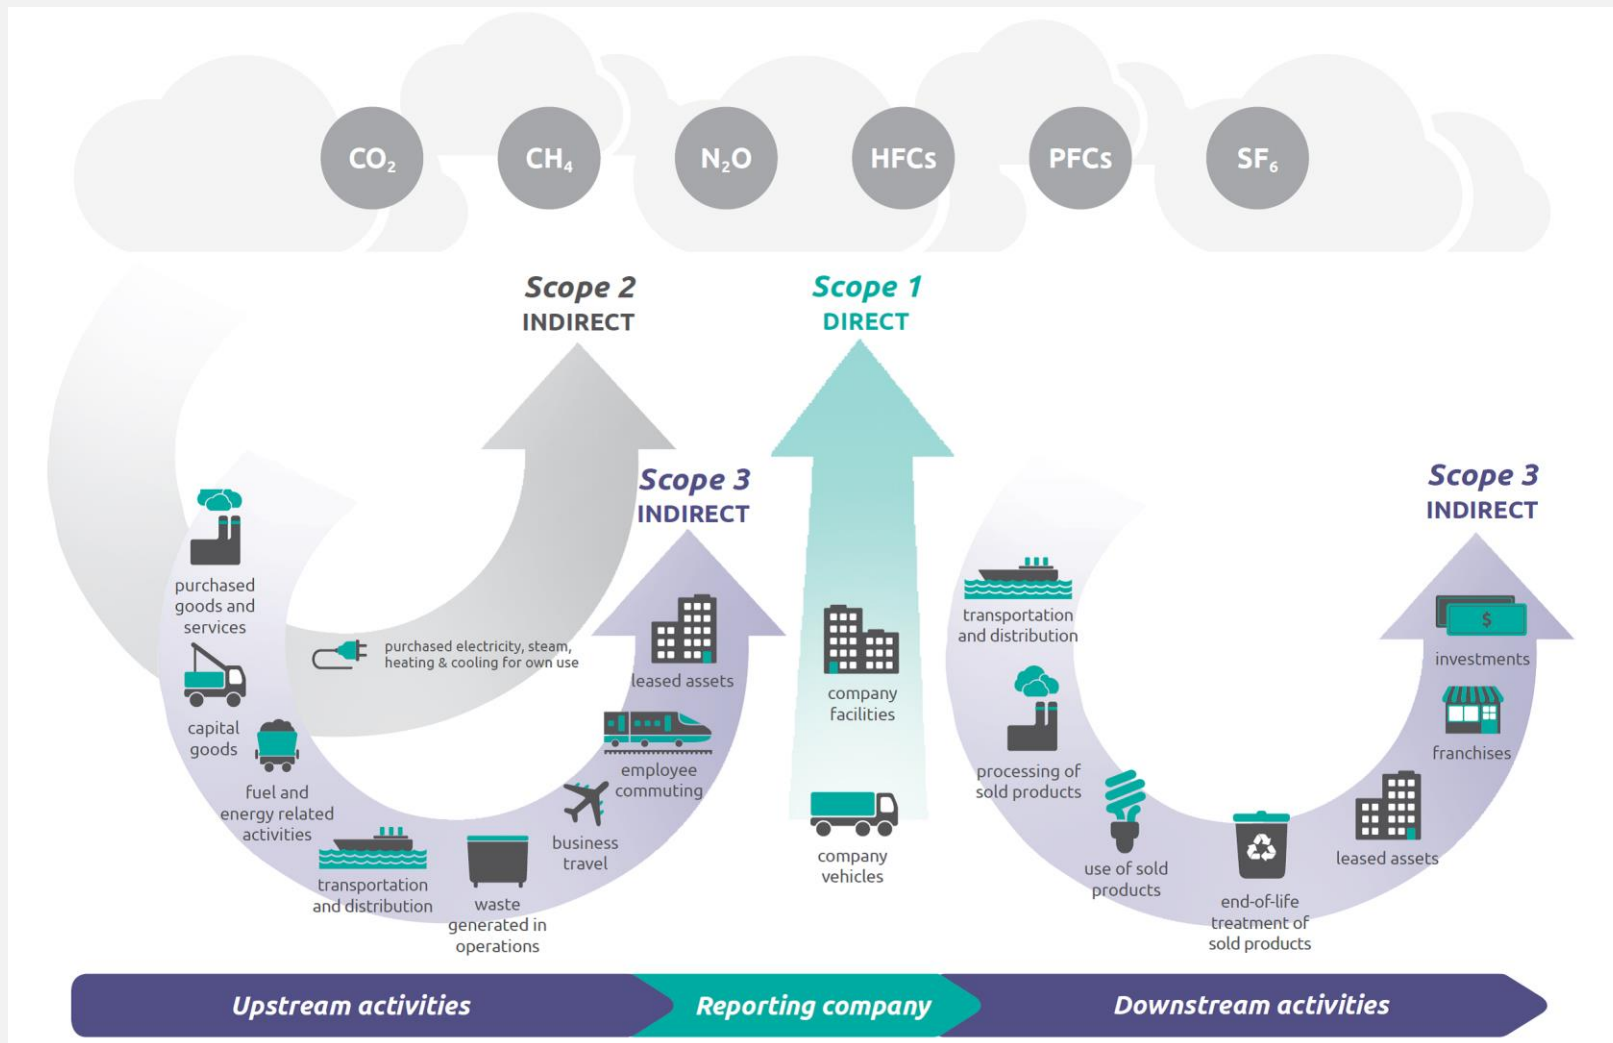 CO₂
CH₄
N₂O
HFCs
PFCs
SF₆
Scope 2
INDIRECT
Scope 1
DIRECT
Scope 3
INDIRECT
Scope 3
INDIRECT
purchased
goods and
services
capital
goods
fuel and
energy related
activities
transportation
and distribution
waste
generated in
operations
business
travel
employee
commuting
leased assets
purchased electricity, steam,
heating & cooling for own use
company
facilities
company
vehicles
transportation
and distribution
processing of
sold products
use of sold
products
end-of-life
treatment of
sold products
leased assets
franchises
$
investments
Upstream activities
Reporting company
Downstream activities